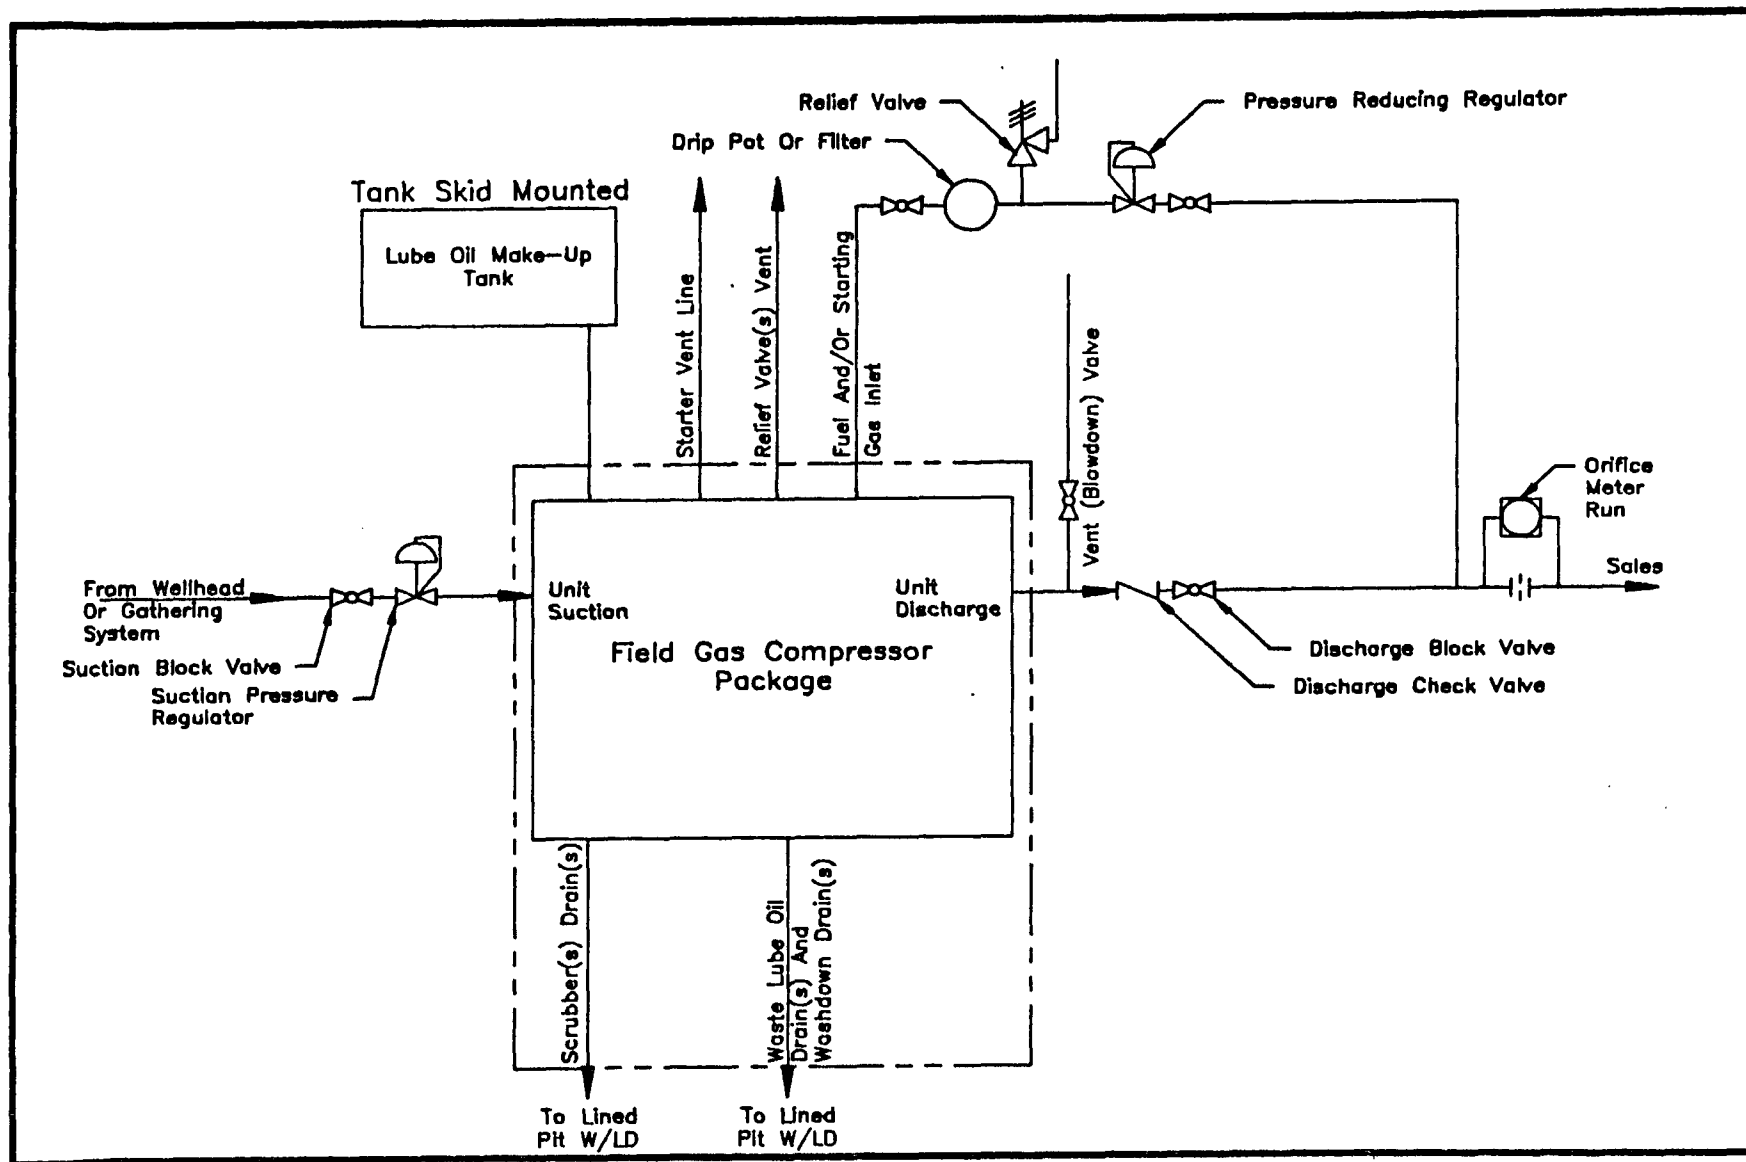 Relief Valve
Pressure Reducing Regulator
Drip Pot Or Filter
Tank Skid Mounted
Lube Oil Make-Up
Tank
Starter Vent Line
Relief Valve(s) Vent
Fuel And/Or Starting
Gas Inlet
Vent (Blowdown) Valve
Orifice
Meter
Run
Sales
From Wellhead
Or Gathering
System
Suction Block Valve
Suction Pressure
Regulator
Unit
Suction
Unit
Discharge
Field Gas Compressor
Package
Discharge Block Valve
Discharge Check Valve
Scrubber(s) Drain(s)
Waste Lube Oil
Drain(s) And
Washdown Drain(s)
To Lined
Pit W/LD
To Lined
Pit W/LD